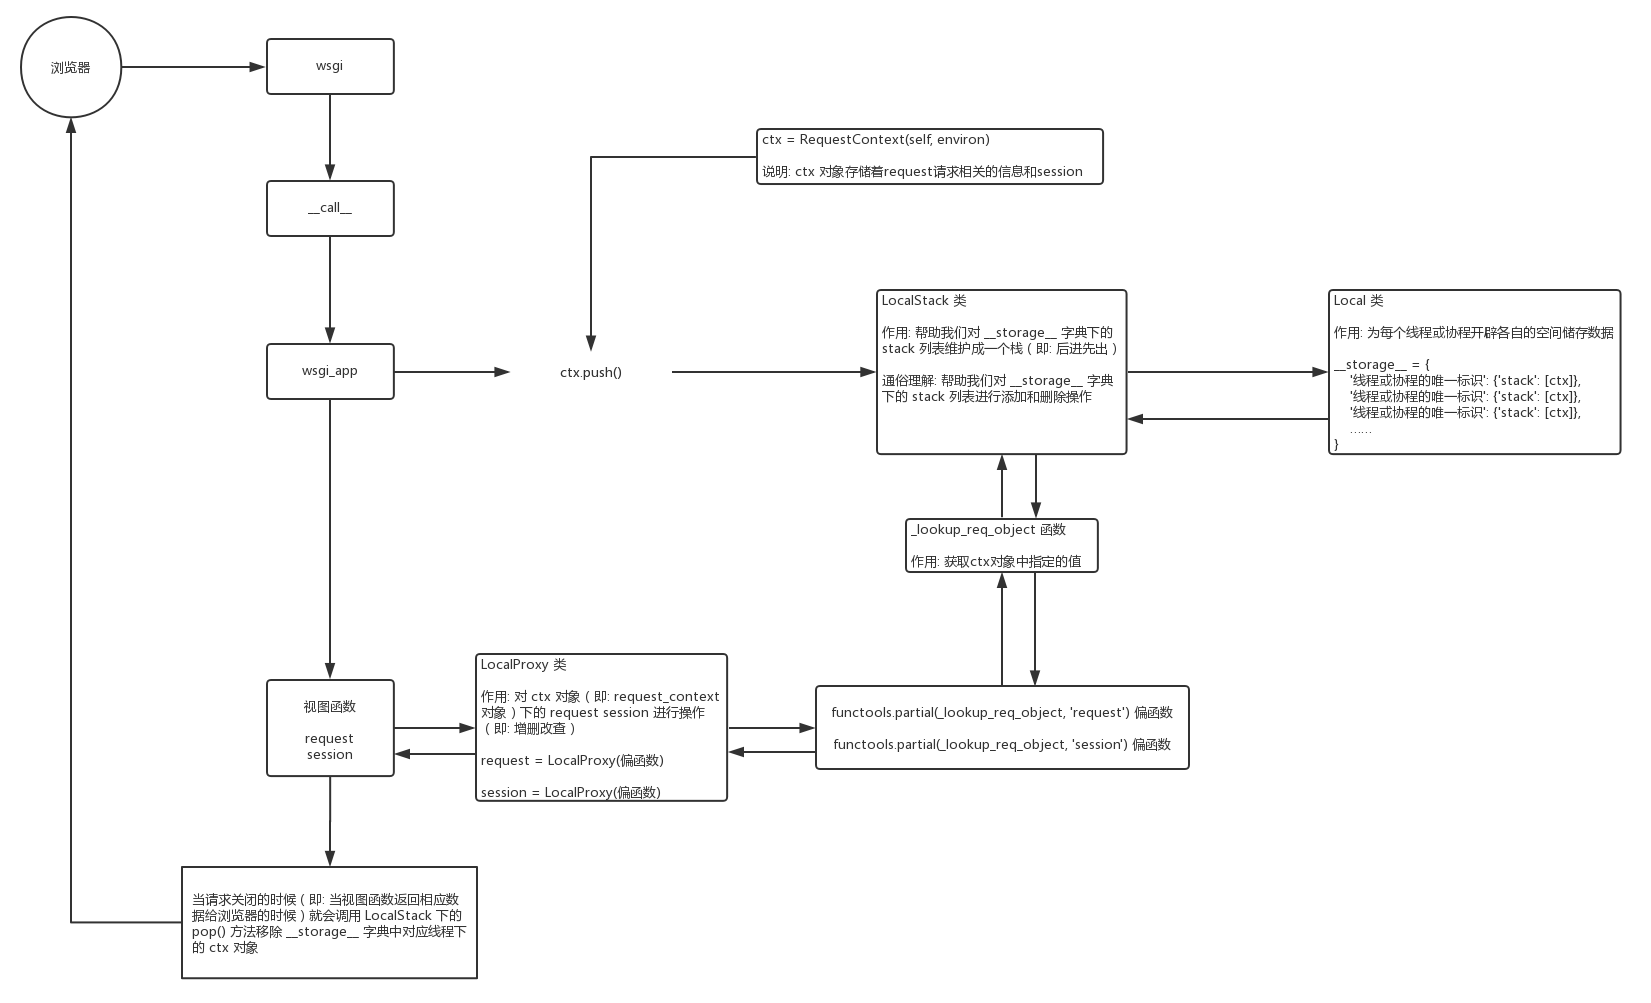 浏览器
wsgi
__call__
wsgi_app
ctx = RequestContext(self, environ)
说明: ctx 对象存储着request请求相关的信息和session
ctx.push()
LocalStack 类
作用: 帮助我们对 __storage__ 字典下的
stack 列表维护成一个栈 ( 即: 后进先出 )
通俗理解: 帮助我们对 __storage__ 字典
下的 stack 列表进行添加和删除操作
Local 类
作用: 为每个线程或协程开辟各自的空间储存数据
__storage__ = {
'线程或协程的唯一标识': {'stack': [ctx]},
'线程或协程的唯一标识': {'stack': [ctx]},
'线程或协程的唯一标识': {'stack': [ctx]},
......
}
_lookup_req_object 函数
作用: 获取ctx对象中指定的值
视图函数
request
session
LocalProxy 类
作用: 对 ctx 对象 ( 即: request_context
对象 ) 下的 request session 进行操作
( 即: 增删改查 )
request = LocalProxy(偏函数)
session = LocalProxy(偏函数)
functools.partial(_lookup_req_object, 'request') 偏函数
functools.partial(_lookup_req_object, 'session') 偏函数
当请求关闭的时候 ( 即: 当视图函数返回相应数
据给浏览器的时候 ) 就会调用 LocalStack 下的
pop() 方法移除 __storage__ 字典中对应线程下
的 ctx 对象